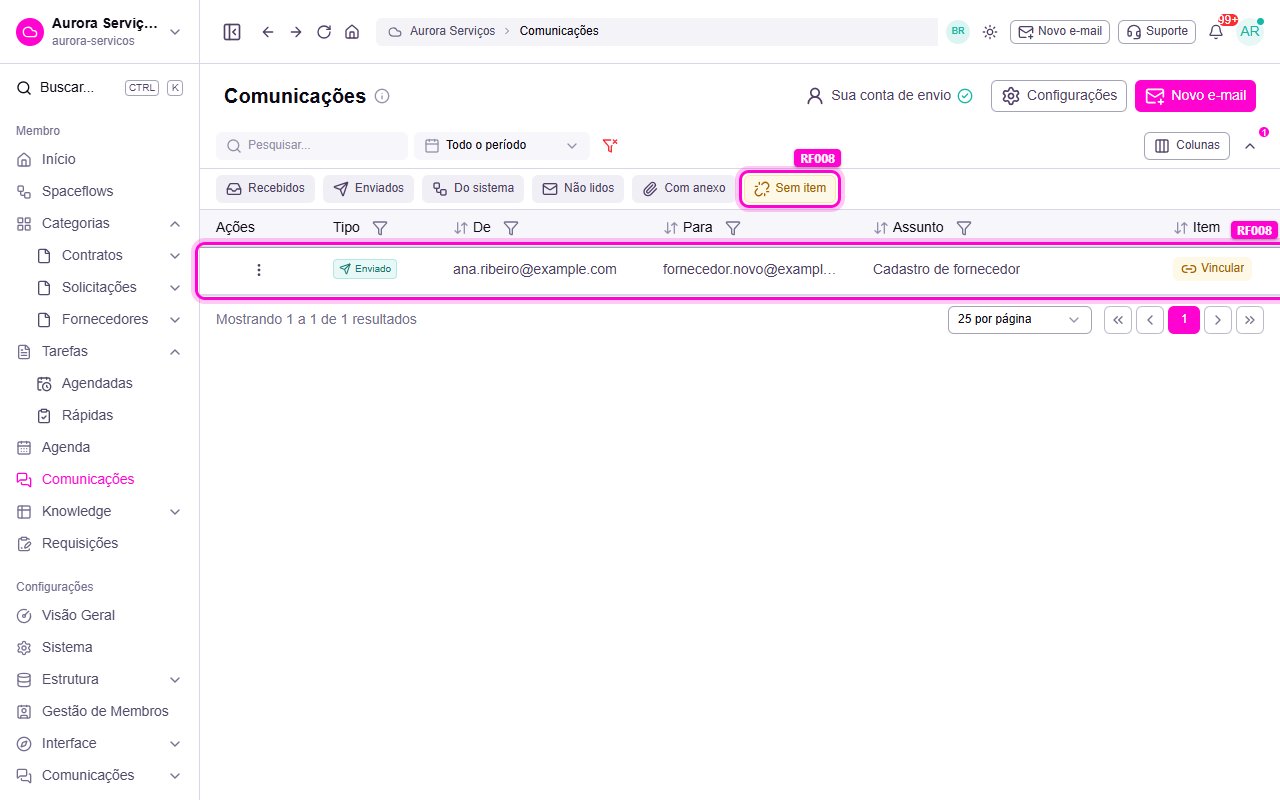 Aurora Serviç...
aurora-servicos
Aurora Serviços > Comunicações
BR
Novo e-mail
Suporte
99+
AR
Buscar...
CTRL K
Membro
Início
Spaceflows
Categorias
Contratos
Solicitações
Fornecedores
Tarefas
Agendadas
Rápidas
Agenda
Comunicações
Knowledge
Requisições
Configurações
Visão Geral
Sistema
Estrutura
Gestão de Membros
Interface
Comunicações
Comunicações
Sua conta de envio
Configurações
Novo e-mail
Pesquisar...
Todo o período
Colunas
1
RF008
Recebidos
Enviados
Do sistema
Não lidos
Com anexo
Sem item
Ações
Tipo
De
Para
Assunto
Item
RF008
Enviado
ana.ribeiro@example.com
fornecedor.novo@exampl...
Cadastro de fornecedor
Vincular
Mostrando 1 a 1 de 1 resultados
25 por página
1